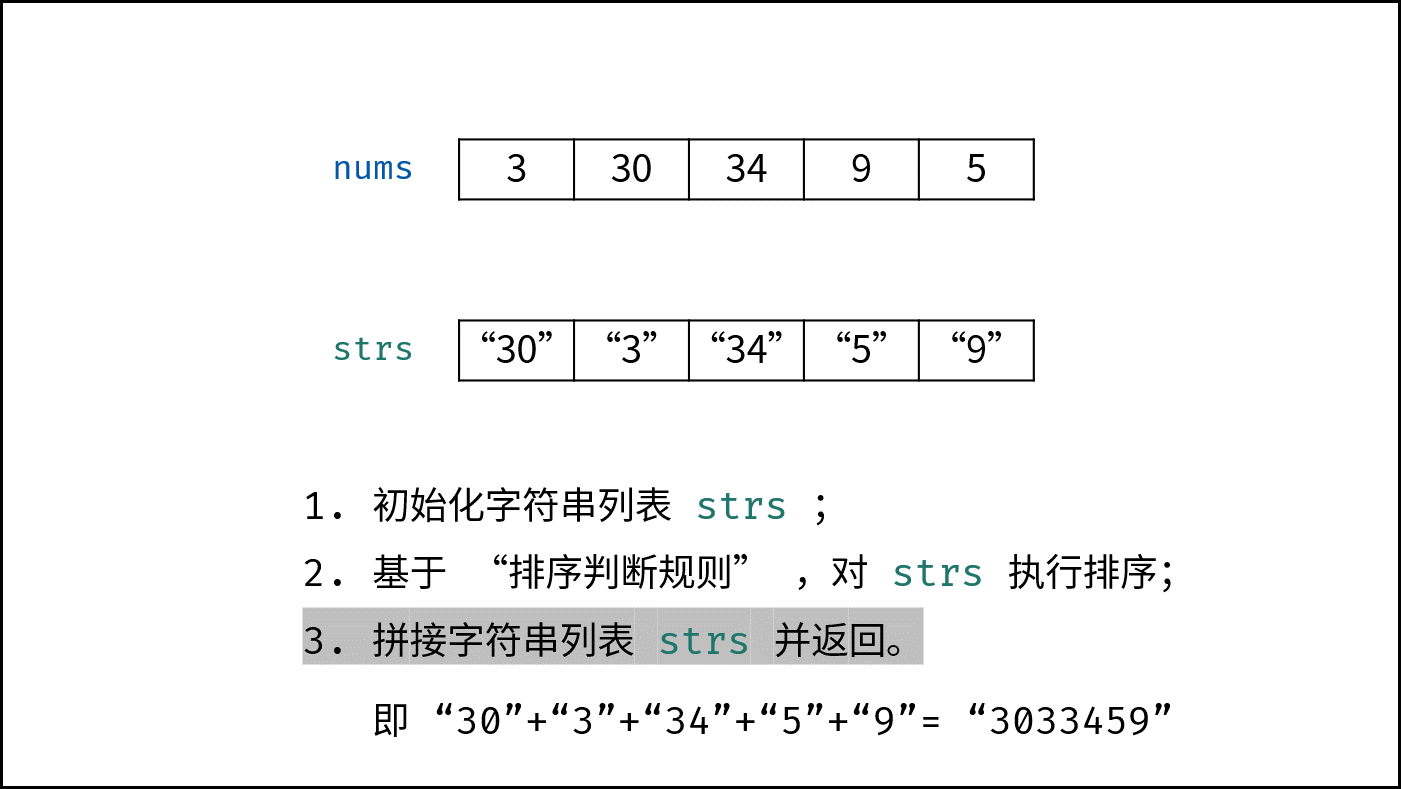 nums 3 30 34 9 5
strs “30” “3” “34” “5” “9”
1. 初始化字符串列表 strs ；
2. 基于 “排序判断规则” ，对 strs 执行排序；
3. 拼接字符串列表 strs 并返回。
即 “30”+“3”+“34”+“5”+“9”= “3033459”